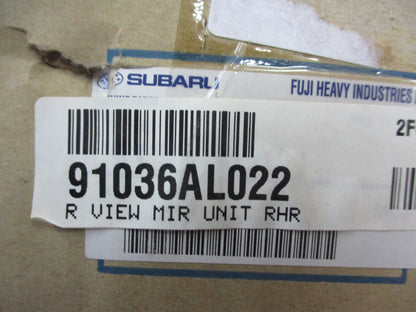 SUBARU
FUJI HEAVY INDUSTRIES
2F
91036AL022
R VIEW MIR UNIT RHR